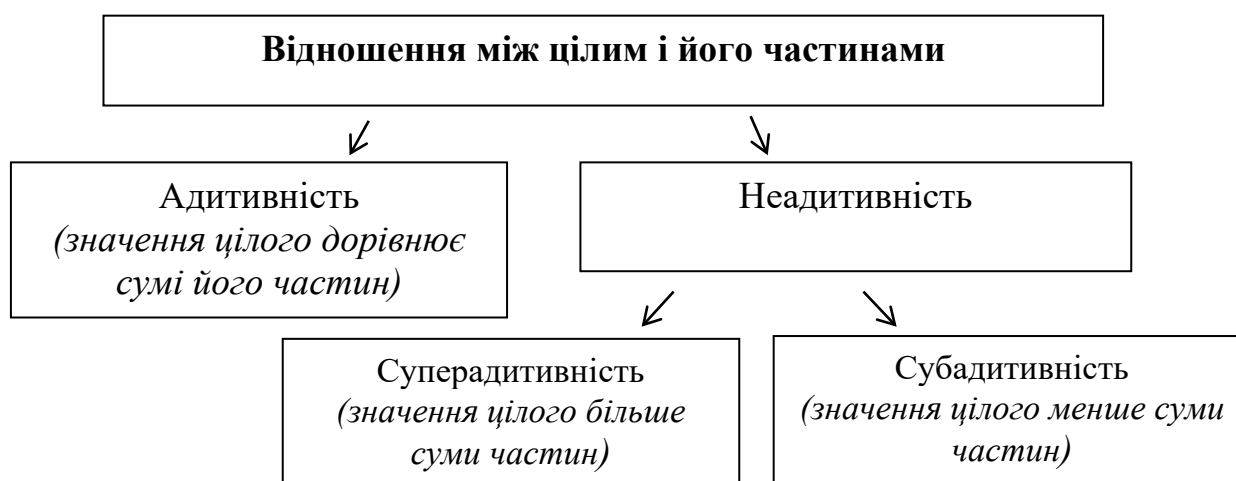 Відношення між цілим і його частинами
Адитивність
(значення цілого дорівнює
сумі його частин)
Неадитивність
Суперадитивність
(значення цілого більше
суми частин)
Субадитивність
(значення цілого менше суми
частин)